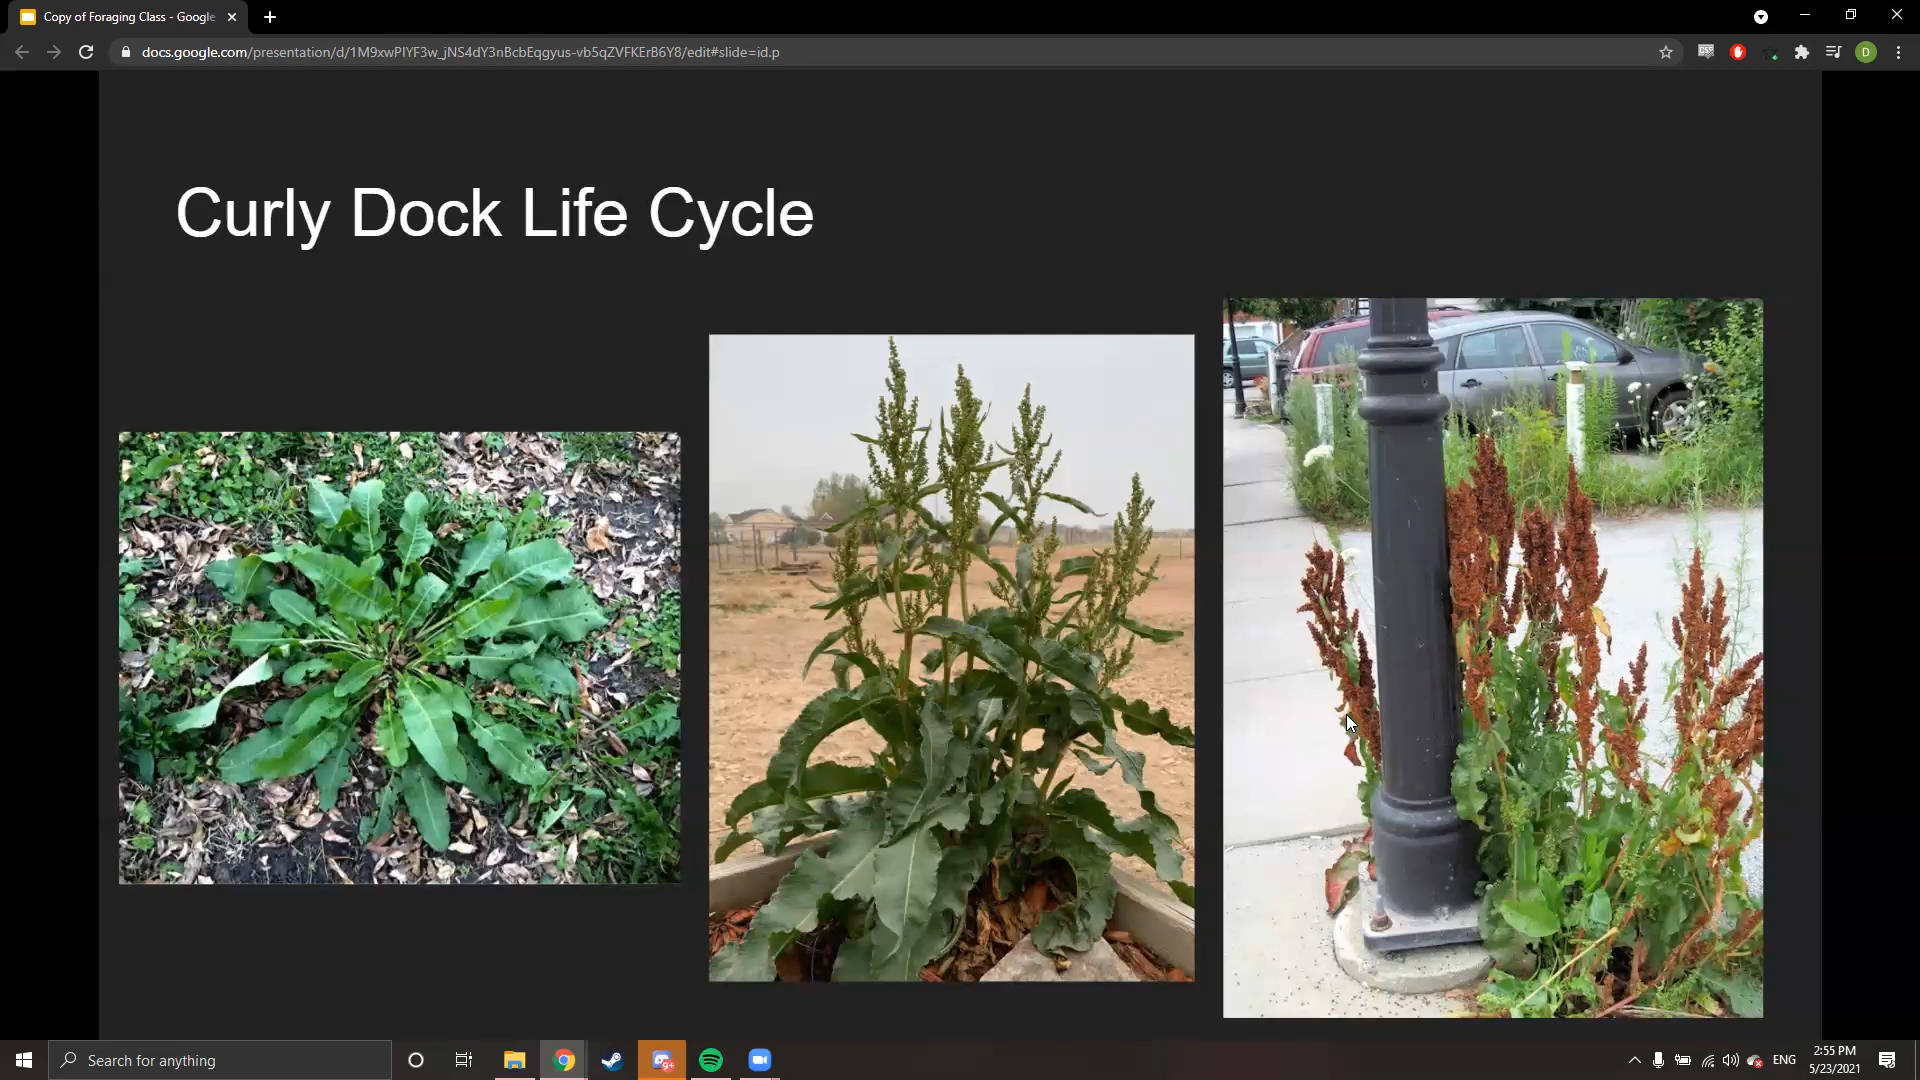 Copy of Foraging Class - Google
docs.google.com/presentation/d/1M9xwPIYF3w_jNS4dY3nBcbEqgyus-vb5qZVFKErB6Y8/edit#slide=id.p
D
Curly Dock Life Cycle
Search for anything
9+
ENG
2:55 PM
5/23/2021